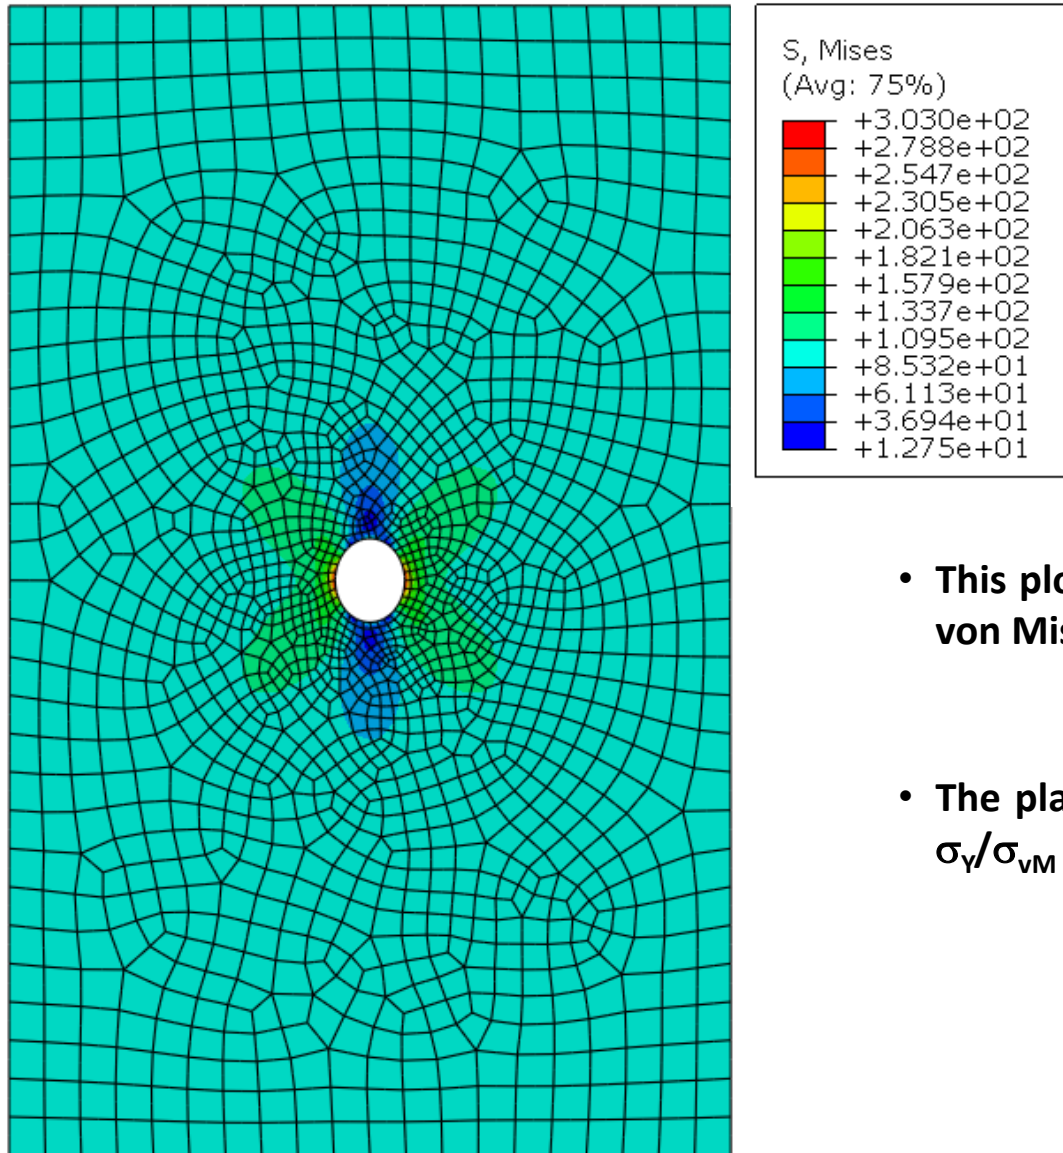 S, Mises
(Avg: 75%)
+3.030e+02
+2.788e+02
+2.547e+02
+2.305e+02
+2.063e+02
+1.821e+02
+1.579e+02
+1.337e+02
+1.095e+02
+8.532e+01
+6.113e+01
+3.694e+01
+1.275e+01
• This plo
von Mis
• The pla
σY/σvM